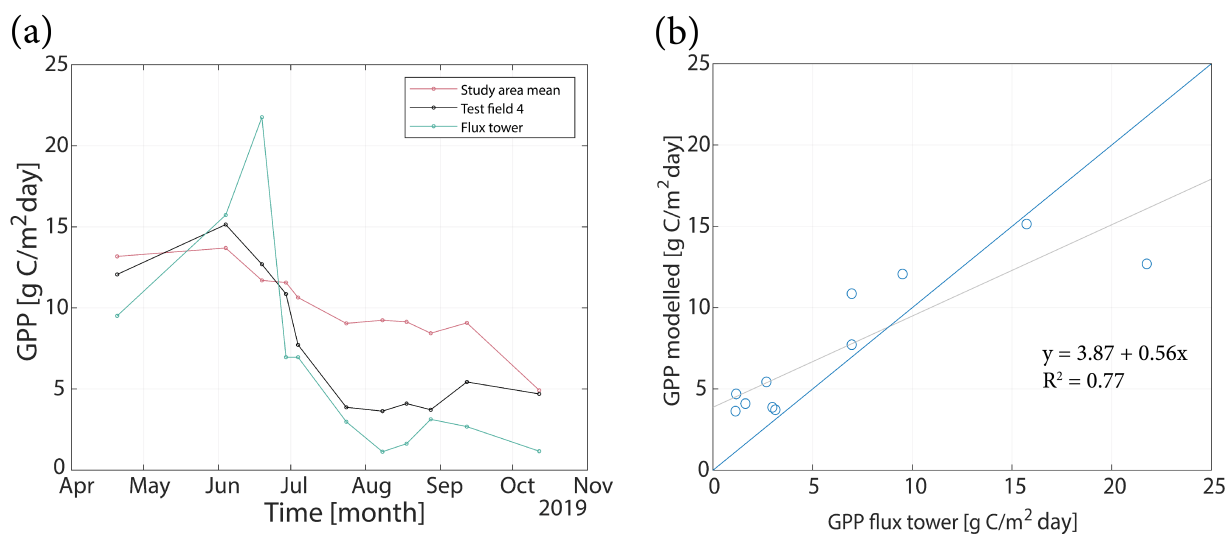 (a)
25
20
15
10
5
0
GPP [g C/m² day]
Study area mean
Test field 4
Flux tower
Apr May Jun Jul Aug Sep Oct Nov
2019
Time [month]
(b)
25
20
15
10
5
0
GPP modelled [g C/m² day]
y = 3.87 + 0.56x
R² = 0.77
0 5 10 15 20 25
GPP flux tower [g C/m² day]